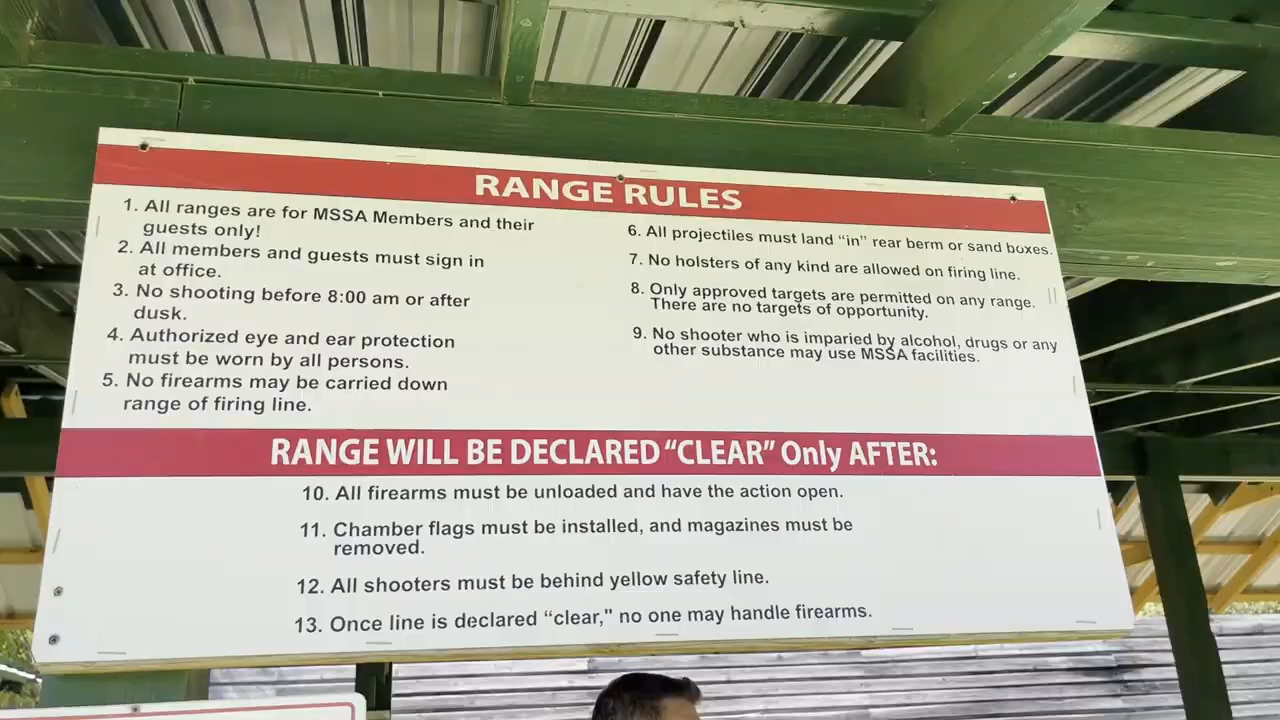 RANGE RULES
1. All ranges are for MSSA Members and their
guests only!
2. All members and guests must sign in
at office.
3. No shooting before 8:00 am or after
dusk.
4. Authorized eye and ear protection
must be worn by all persons.
5. No firearms may be carried down
range of firing line.
6. All projectiles must land “in” rear berm or sand boxes.
7. No holsters of any kind are allowed on firing line.
8. Only approved targets are permitted on any range.
There are no targets of opportunity.
9. No shooter who is imparied by alcohol, drugs or any
other substance may use MSSA facilities.
RANGE WILL BE DECLARED “CLEAR” Only AFTER:
10. All firearms must be unloaded and have the action open.
11. Chamber flags must be installed, and magazines must be
removed.
12. All shooters must be behind yellow safety line.
13. Once line is declared “clear," no one may handle firearms.